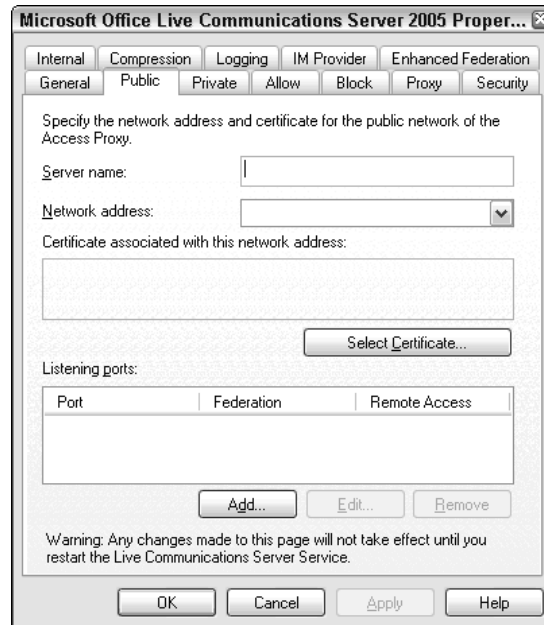 Microsoft Office Live Communications Server 2005 Proper...
Internal Compression Logging IM Provider Enhanced Federation
General Public Private Allow Block Proxy Security
Specify the network address and certificate for the public network of the
Access Proxy.
Server name:
Network address:
Certificate associated with this network address:
Select Certificate...
Listening ports:
Port Federation Remote Access
Add... Edit... Remove
Warning: Any changes made to this page will not take effect until you
restart the Live Communications Server Service.
OK Cancel Apply Help